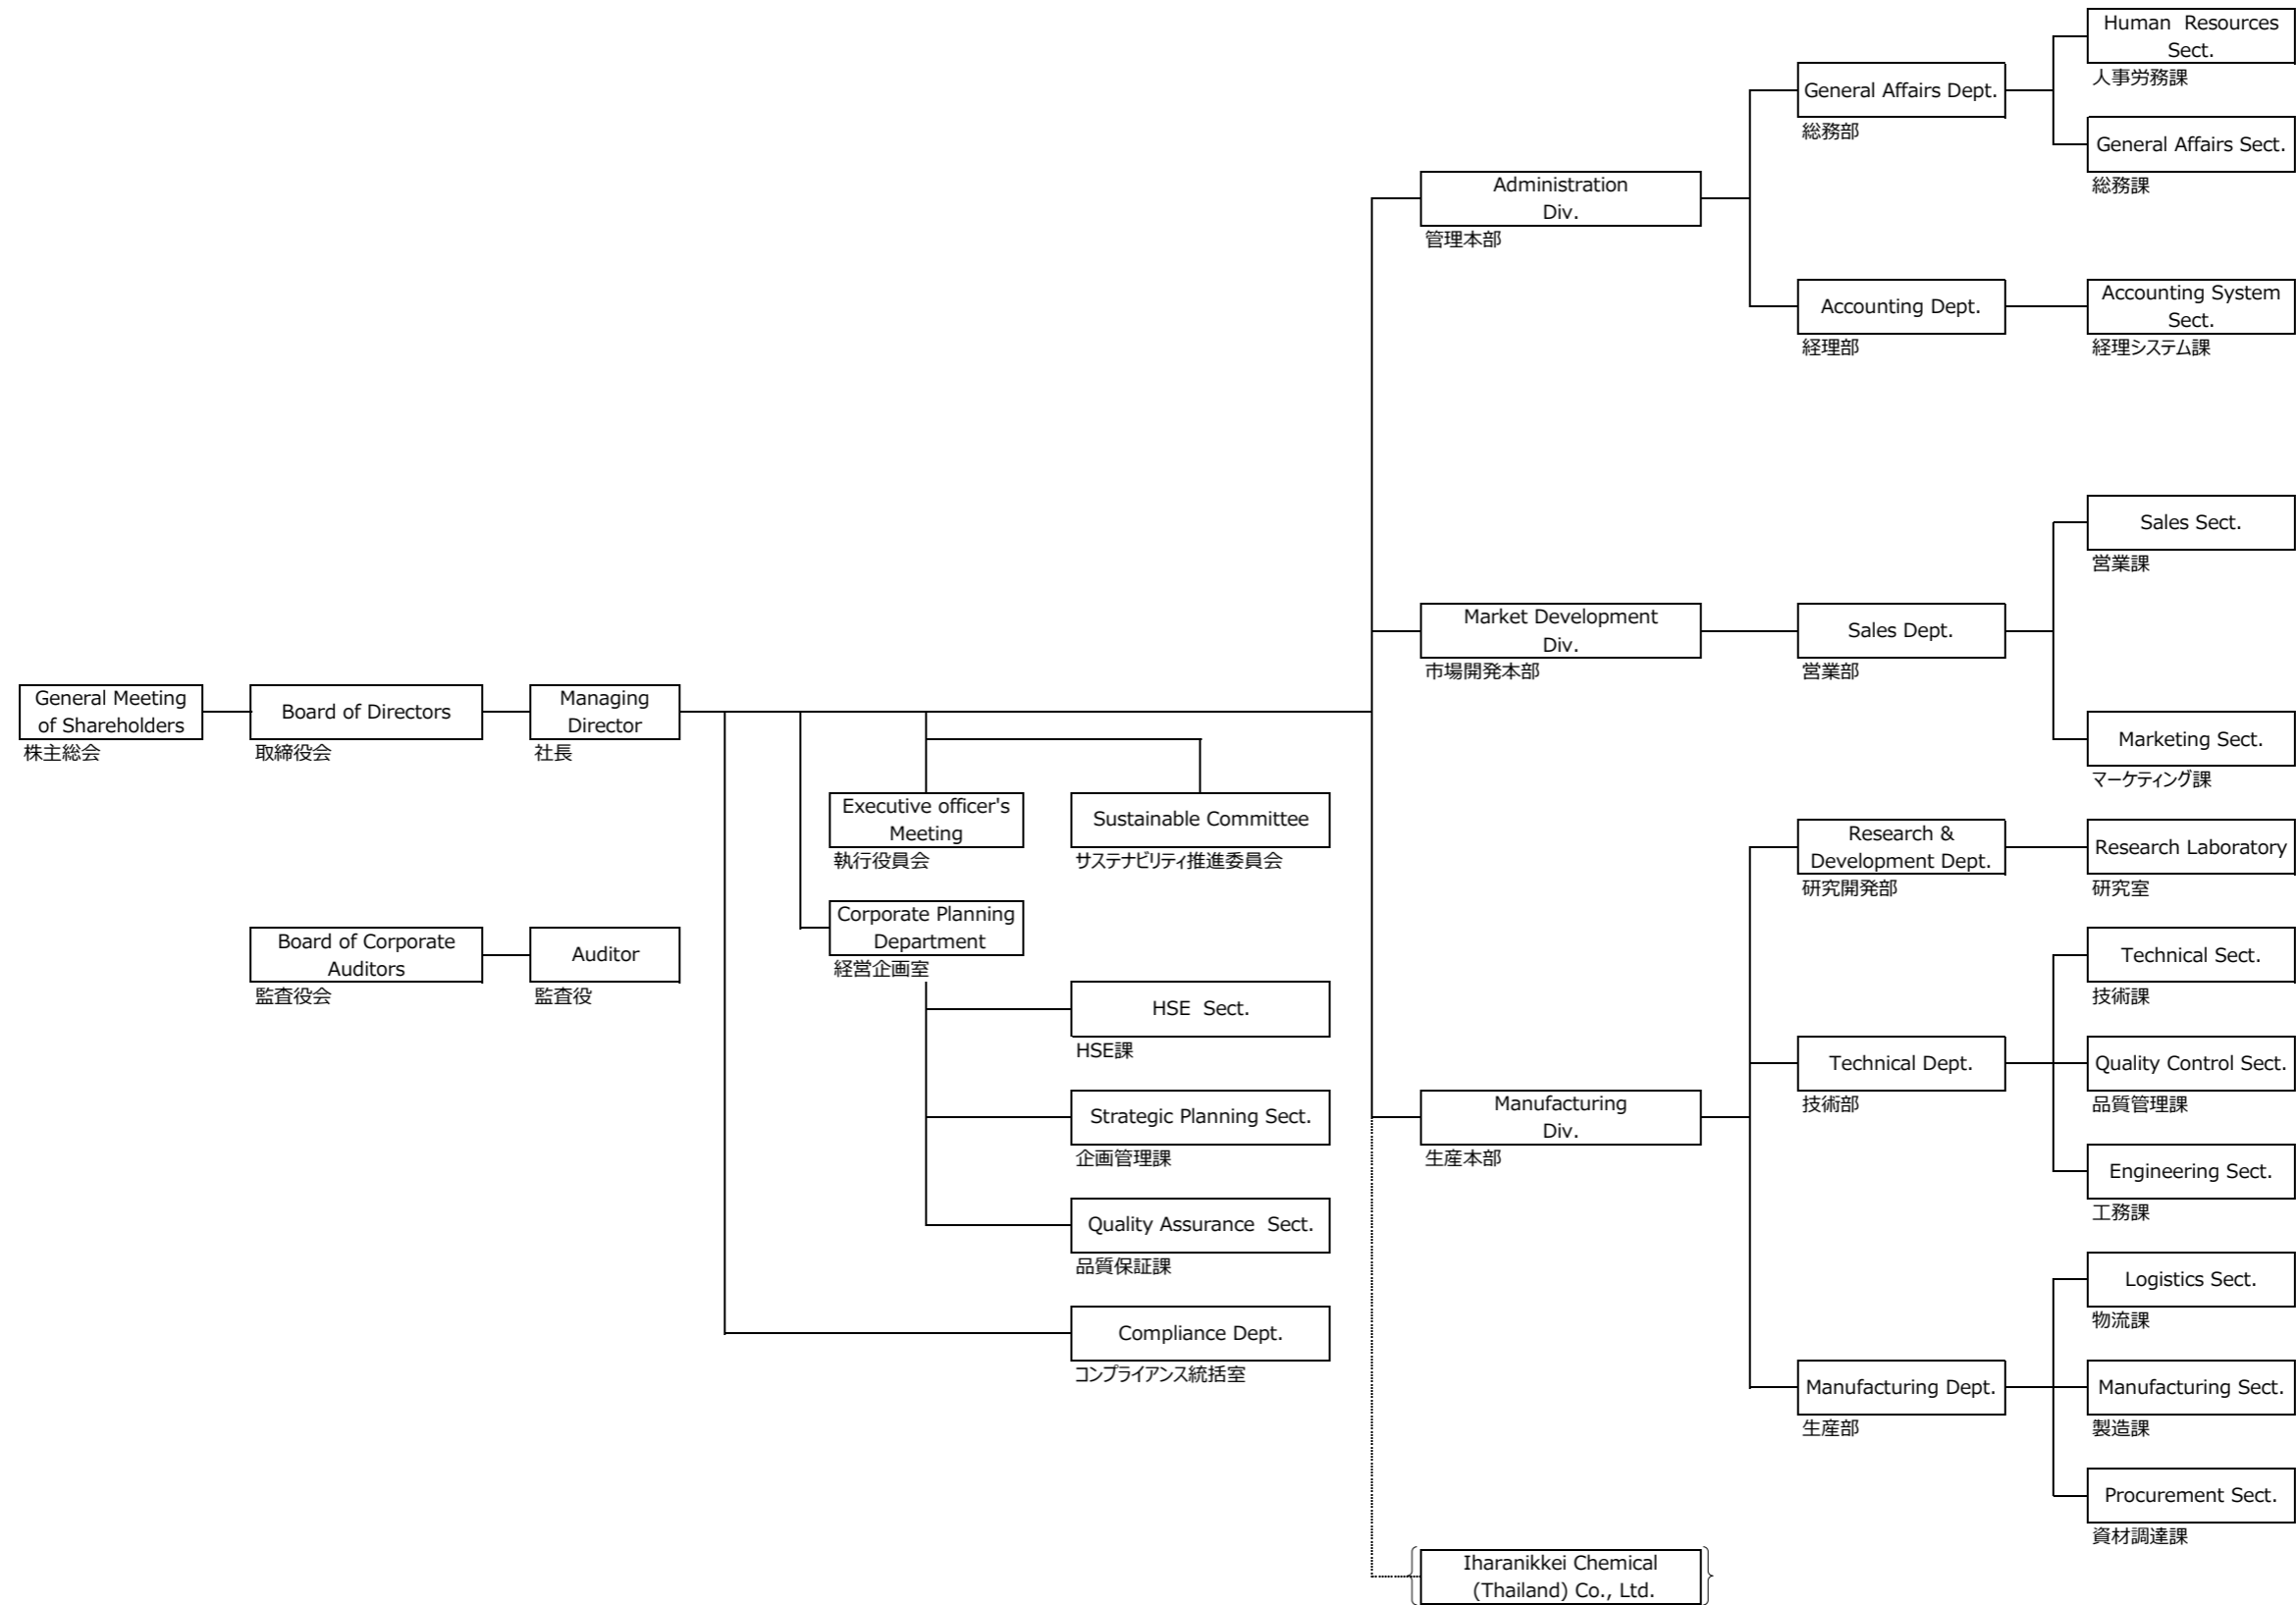 Human  Resources
Sect.
人事労務課
General Affairs Dept.
総務部
General Affairs Sect.
総務課
Administration
Div.
管理本部
Accounting Dept.
経理部
Accounting System
Sect.
経理システム課
Sales Sect.
営業課
Market Development
Div.
市場開発本部
Sales Dept.
営業部
General Meeting
of Shareholders
株主総会
Board of Directors
取締役会
Managing
Director
社長
Marketing Sect.
マーケティング課
Executive officer's
Meeting
執行役員会
Sustainable Committee
サステナビリティ推進委員会
Research &
Development Dept.
研究開発部
Research Laboratory
研究室
Corporate Planning
Department
経営企画室
Board of Corporate
Auditors
監査役会
Auditor
監査役
Technical Sect.
技術課
HSE  Sect.
HSE課
Technical Dept.
技術部
Quality Control Sect.
品質管理課
Strategic Planning Sect.
企画管理課
Manufacturing
Div.
生産本部
Engineering Sect.
工務課
Quality Assurance  Sect.
品質保証課
Logistics Sect.
物流課
Compliance Dept.
コンプライアンス統括室
Manufacturing Dept.
生産部
Manufacturing Sect.
製造課
Procurement Sect.
資材調達課
Iharanikkei Chemical
(Thailand) Co., Ltd.